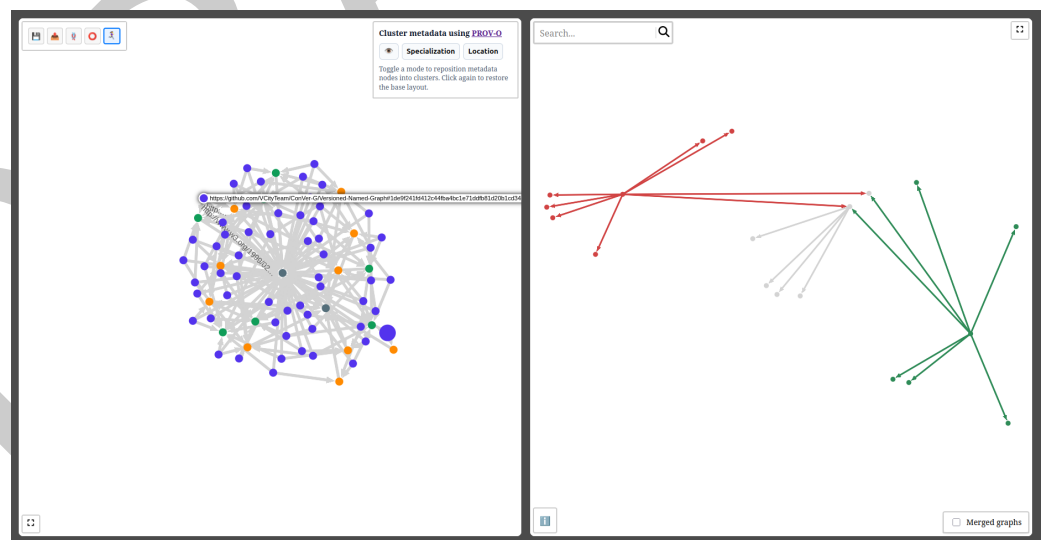 Cluster metadata using PROV-O
Specialization
Location
Toggle a mode to reposition metadata
nodes into clusters. Click again to restore
the base layout.
Search...
https://github.com/VCityTeam/ConVer-G/Versioned-Named-Graph#1de9f241fd412c44fba4bc1e71ddfb81d20b1cd34
Merged graphs